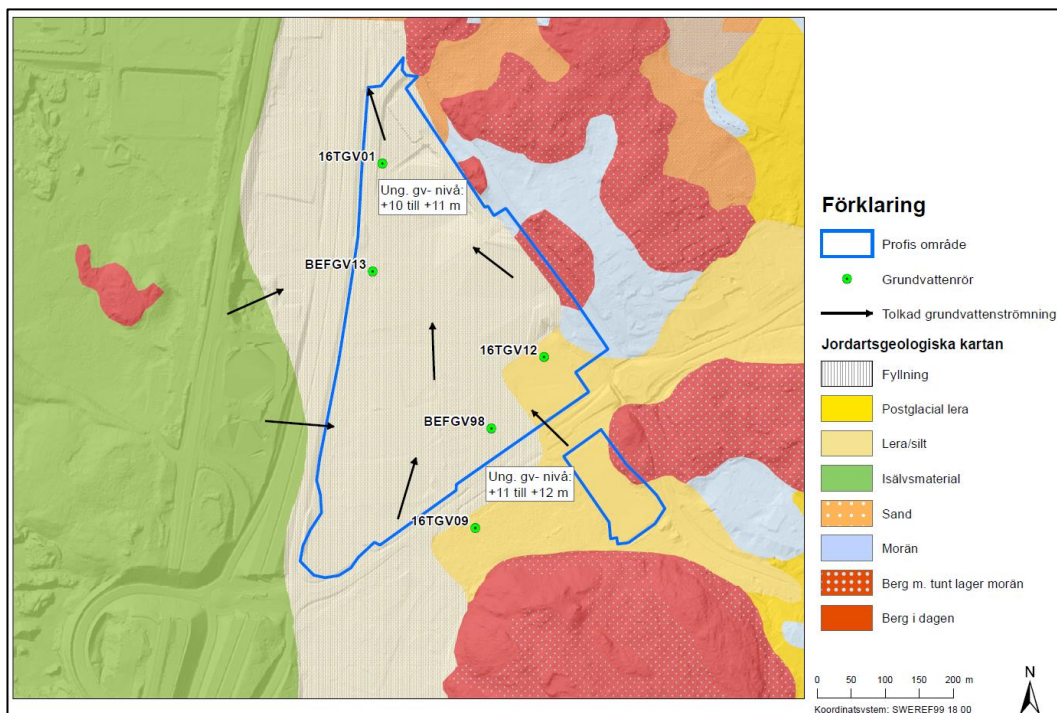 16TGV01
Ung. gv- nivå:
+10 till +11 m
BEFGV13
16TGV12
BEFGV98
Ung. gv- nivå:
+11 till +12 m
16TGV09
Förklaring
Profis område
Grundvattenrör
Tolkad grundvattenströmning
Jordartsgeologiska kartan
Fyllning
Postglacial lera
Lera/silt
Isälvsmaterial
Sand
Morän
Berg m. tunt lager morän
Berg i dagen
0 50 100 150 200 m
N
Koordinatsystem: SWEREF99 18 00